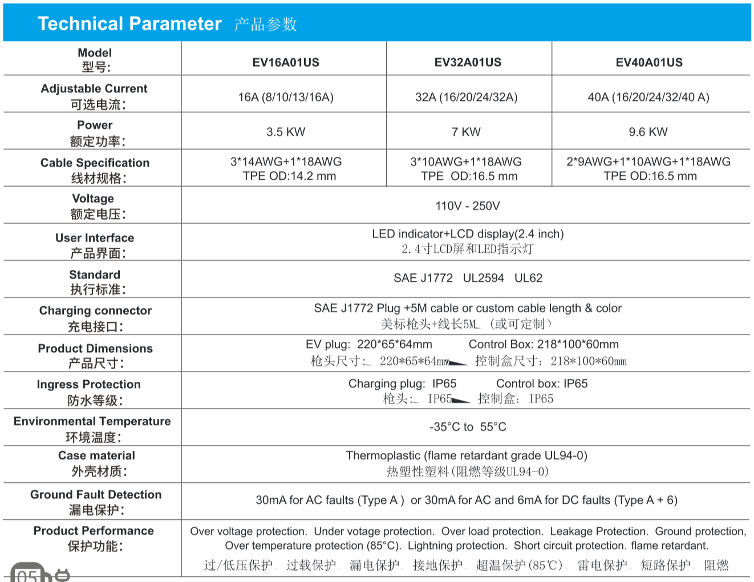 Technical Parameter 产品参数
Model
型号:
EV16A01US EV32A01US EV40A01US
Adjustable Current
可选电流:
16A (8/10/13/16A) 32A (16/20/24/32A) 40A (16/20/24/32/40 A)
Power
额定功率:
3.5 KW 7 KW 9.6 KW
Cable Specification
线材规格:
3*14AWG+1*18AWG 3*10AWG+1*18AWG 2*9AWG+1*10AWG+1*18AWG
TPE OD:14.2 mm TPE OD:16.5 mm TPE OD:16.5 mm
Voltage
额定电压:
110V - 250V
User Interface
产品界面:
LED indicator+LCD display(2.4 inch)
2.4寸LCD屏和LED指示灯
Standard
执行标准:
SAE J1772 UL2594 UL62
Charging connector
充电接口:
SAE J1772 Plug +5M cable or custom cable length & color
美标枪头+线长5M (或可定制)
Product Dimensions
产品尺寸:
EV plug: 220*65*64mm Control Box: 218*100*60mm
枪头尺寸: 220*65*64mm 控制盒尺寸: 218*100*60mm
Ingress Protection
防水等级:
Charging plug: IP65 Control box: IP65
枪头: IP65 控制盒: IP65
Environmental Temperature
环境温度:
-35°C to 55°C
Case material
外壳材质:
Thermoplastic (flame retardant grade UL94-0)
热塑性塑料(阻燃等级UL94-0)
Ground Fault Detection
漏电保护:
30mA for AC faults (Type A ) or 30mA for AC and 6mA for DC faults (Type A + 6)
Product Performance
保护功能:
Over voltage protection. Under votage protection. Over load protection. Leakage Protection. Ground protection,
Over temperature protection (85°C). Lightning protection. Short circuit protection. flame retardant.
过/低压保护 过载保护 漏电保护 接地保护 超温保护(85℃) 雷电保护 短路保护 阻燃
05